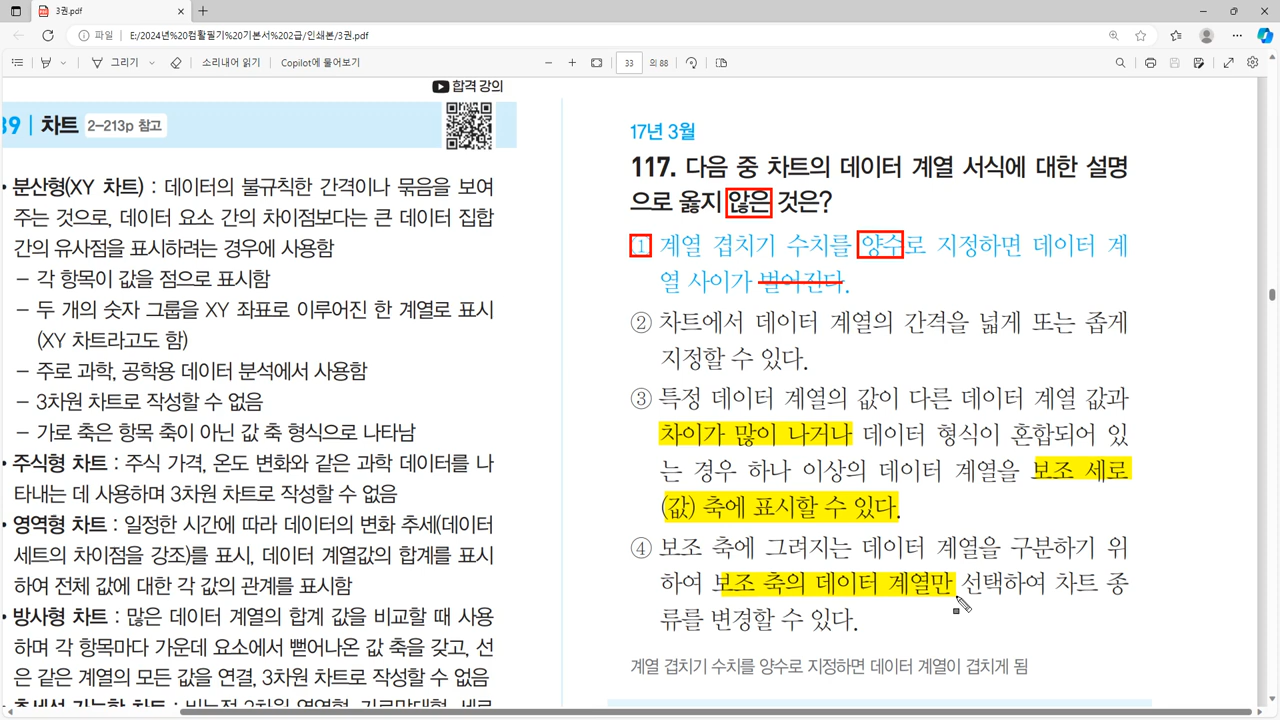 3권.pdf
파일
E:/2024년%20컴활필기%20기본서%202급/인쇄본/3권.pdf
그리기
소리내어 읽기
Copilot에 물어보기
33
외 88
합격 강의
39 | 차트 2-213p 참고
• 분산형(XY 차트) : 데이터의 불규칙한 간격이나 묶음을 보여
주는 것으로, 데이터 요소 간의 차이점보다는 큰 데이터 집합
간의 유사점을 표시하려는 경우에 사용함
– 각 항목이 값을 점으로 표시함
– 두 개의 숫자 그룹을 XY 좌표로 이루어진 한 계열로 표시
(XY 차트라고도 함)
– 주로 과학, 공학용 데이터 분석에서 사용함
– 3차원 차트로 작성할 수 없음
– 가로 축은 항목 축이 아닌 값 축 형식으로 나타남
• 주식형 차트 : 주식 가격, 온도 변화와 같은 과학 데이터를 나
타내는 데 사용하며 3차원 차트로 작성할 수 없음
• 영역형 차트 : 일정한 시간에 따라 데이터의 변화 추세(데이터
세트의 차이점을 강조)를 표시, 데이터 계열값의 합계를 표시
하여 전체 값에 대한 각 값의 관계를 표시함
• 방사형 차트 : 많은 데이터 계열의 합계 값을 비교할 때 사용
하며 각 항목마다 가운데 요소에서 뻗어나온 값 축을 갖고, 선
은 같은 계열의 모든 값을 연결, 3차원 차트로 작성할 수 없음
17년 3월
117. 다음 중 차트의 데이터 계열 서식에 대한 설명
으로 옳지 않은 것은?
① 계열 겹치기 수치를 양수로 지정하면 데이터 계
열 사이가 벌어진다.
② 차트에서 데이터 계열의 간격을 넓게 또는 좁게
지정할 수 있다.
③ 특정 데이터 계열의 값이 다른 데이터 계열 값과
차이가 많이 나거나 데이터 형식이 혼합되어 있
는 경우 하나 이상의 데이터 계열을 보조 세로
(값) 축에 표시할 수 있다.
④ 보조 축에 그려지는 데이터 계열을 구분하기 위
하여 보조 축의 데이터 계열만 선택하여 차트 종
류를 변경할 수 있다.
계열 겹치기 수치를 양수로 지정하면 데이터 계열이 겹치게 됨